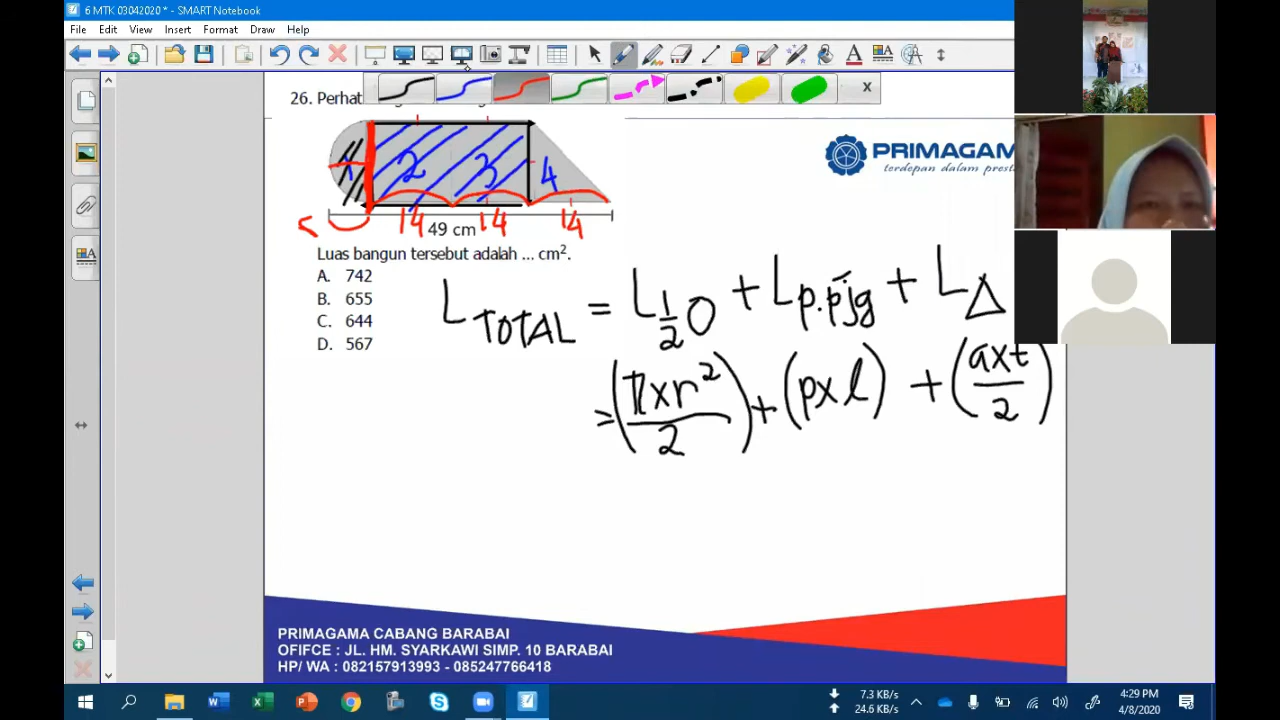 6 MTK 03042020 * - SMART Notebook
File Edit View Insert Format Draw Help
26. Perhat
x
PRIMAGAMA
terdepan dalam presta
1 2 3 4
14 14 14
49 cm
Luas bangun tersebut adalah ... cm².
A. 742
B. 655
C. 644
D. 567
L TOTAL = L ½ O + L p.pjg + L Δ
= (π x r² / 2) + (p x l) + (a x t / 2)
PRIMAGAMA CABANG BARABAI
OFIFCE : JL. HM. SYARKAWI SIMP. 10 BARABAI
HP/ WA : 082157913993 - 085247766418
7.3 KB/s
24.6 KB/s
4:29 PM
4/8/2020